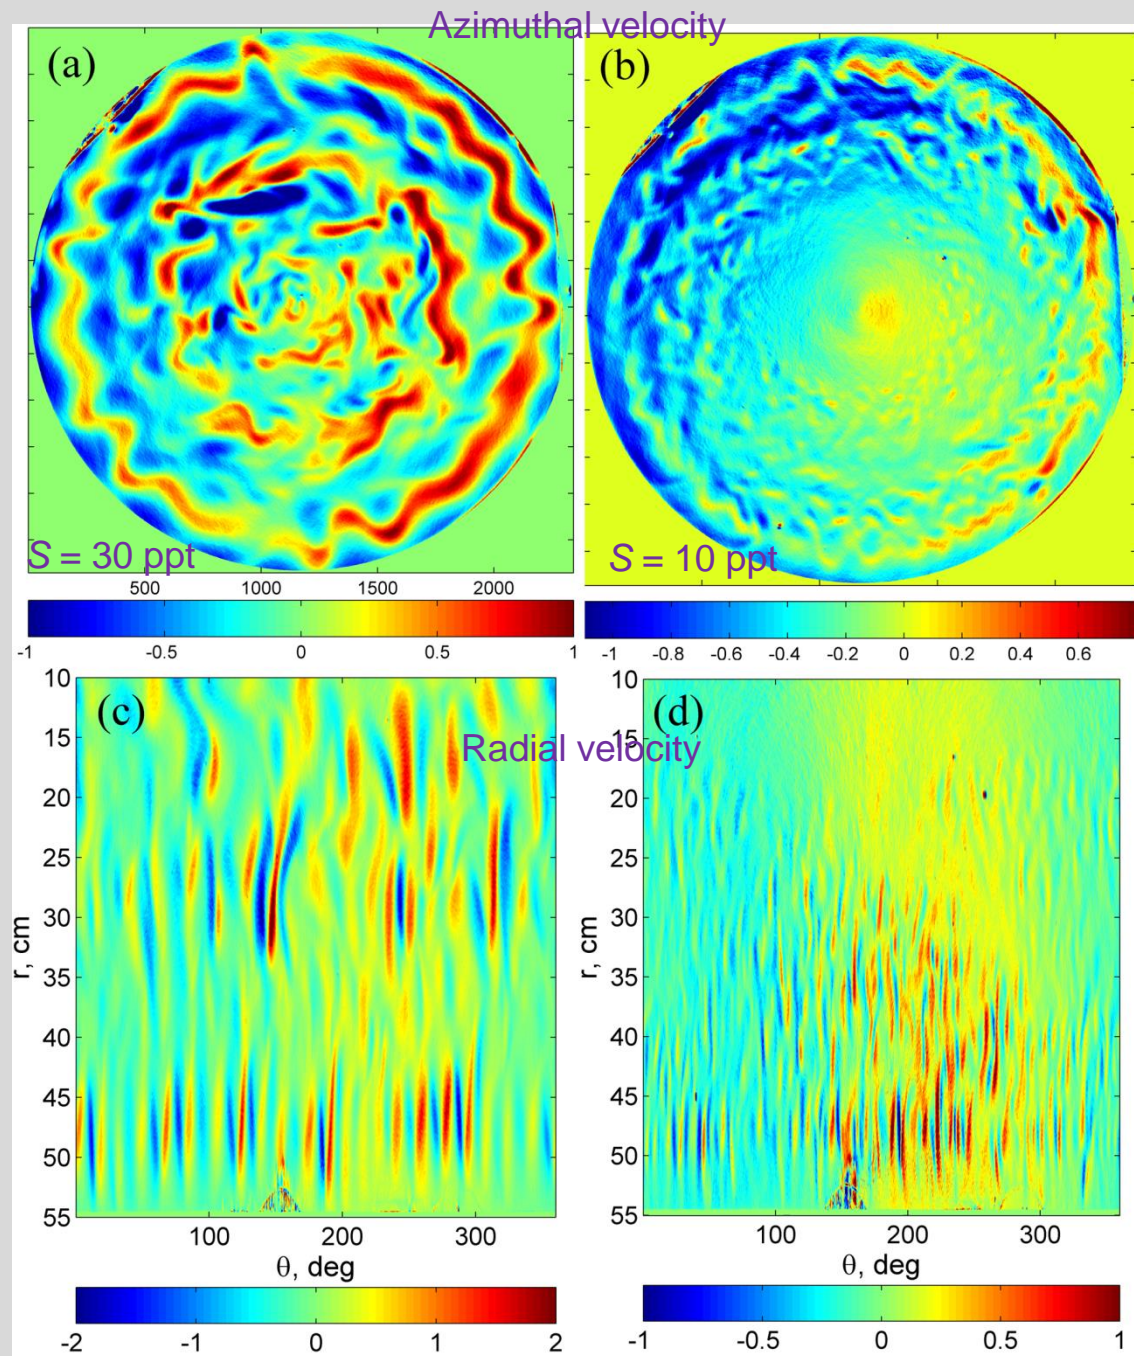 Azimuthal velocity
(a)
(b)
S = 30 ppt
S = 10 ppt
500 1000 1500 2000
-1 -0.5 0 0.5 1
-1 -0.8 -0.6 -0.4 -0.2 0 0.2 0.4 0.6
(c)
(d)
Radial velocity
10
15
20
25
30
35
40
45
50
55
r, cm
100 200 300
θ, deg
-2 -1 0 1 2
10
15
20
25
30
35
40
45
50
55
r, cm
100 200 300
θ, deg
-1 -0.5 0 0.5 1